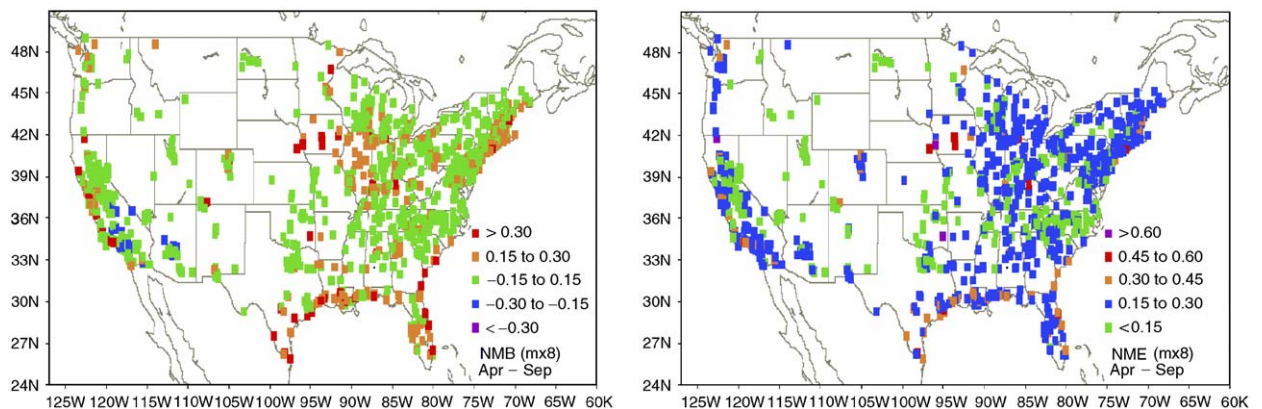 48N
45N
42N
39N
36N
33N
30N
27N
24N
> 0.30
0.15 to 0.30
−0.15 to 0.15
−0.30 to −0.15
< −0.30
NMB (mx8)
Apr − Sep
125W 120W 115W 105W 100W 95W 90W 85W 80W 75W 70W 65W 60K
48N
45N
42N
39N
36N
33N
30N
27N
24N
>0.60
0.45 to 0.60
0.30 to 0.45
0.15 to 0.30
<0.15
NME (mx8)
Apr − Sep
125W 120W 115W 105W 100W 95W 90W 85W 80W 75W 70W 65W 60K